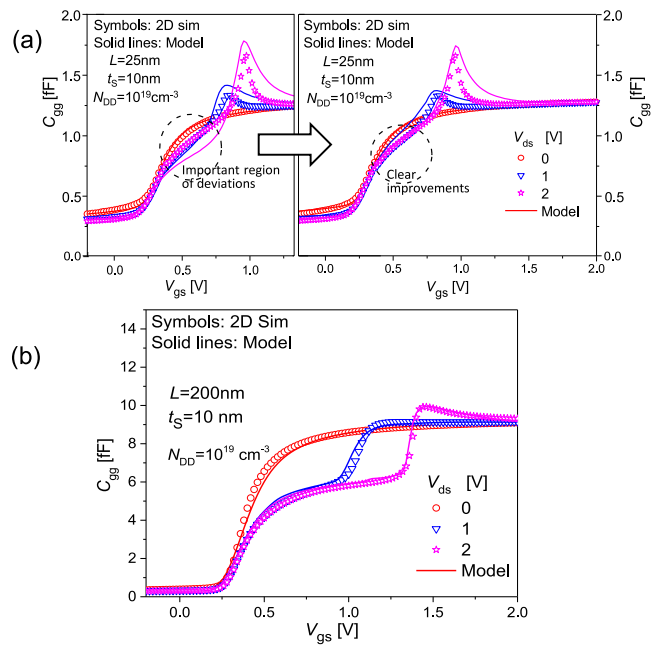 (a)
Symbols: 2D sim
Solid lines: Model
L=25nm
tS=10nm
NDD=10^19cm-3
Important region
of deviations
Cgg [fF]
2.0
1.5
1.0
0.5
0.0
0.0 0.5 1.0
Vgs [V]
Symbols: 2D sim
Solid lines: Model
L=25nm
tS=10nm
NDD=10^19cm-3
Clear
improvements
Vds [V]
0
1
2
Model
2.0
1.5
1.0
0.5
0.0
Cgg [fF]
0.0 0.5 1.0 1.5 2.0
Vgs [V]
(b)
Symbols: 2D Sim
Solid lines: Model
L=200nm
tS=10 nm
NDD=10^19 cm-3
Cgg [fF]
14
12
10
8
6
4
2
0
Vds [V]
0
1
2
Model
0.0 0.5 1.0 1.5 2.0
Vgs [V]